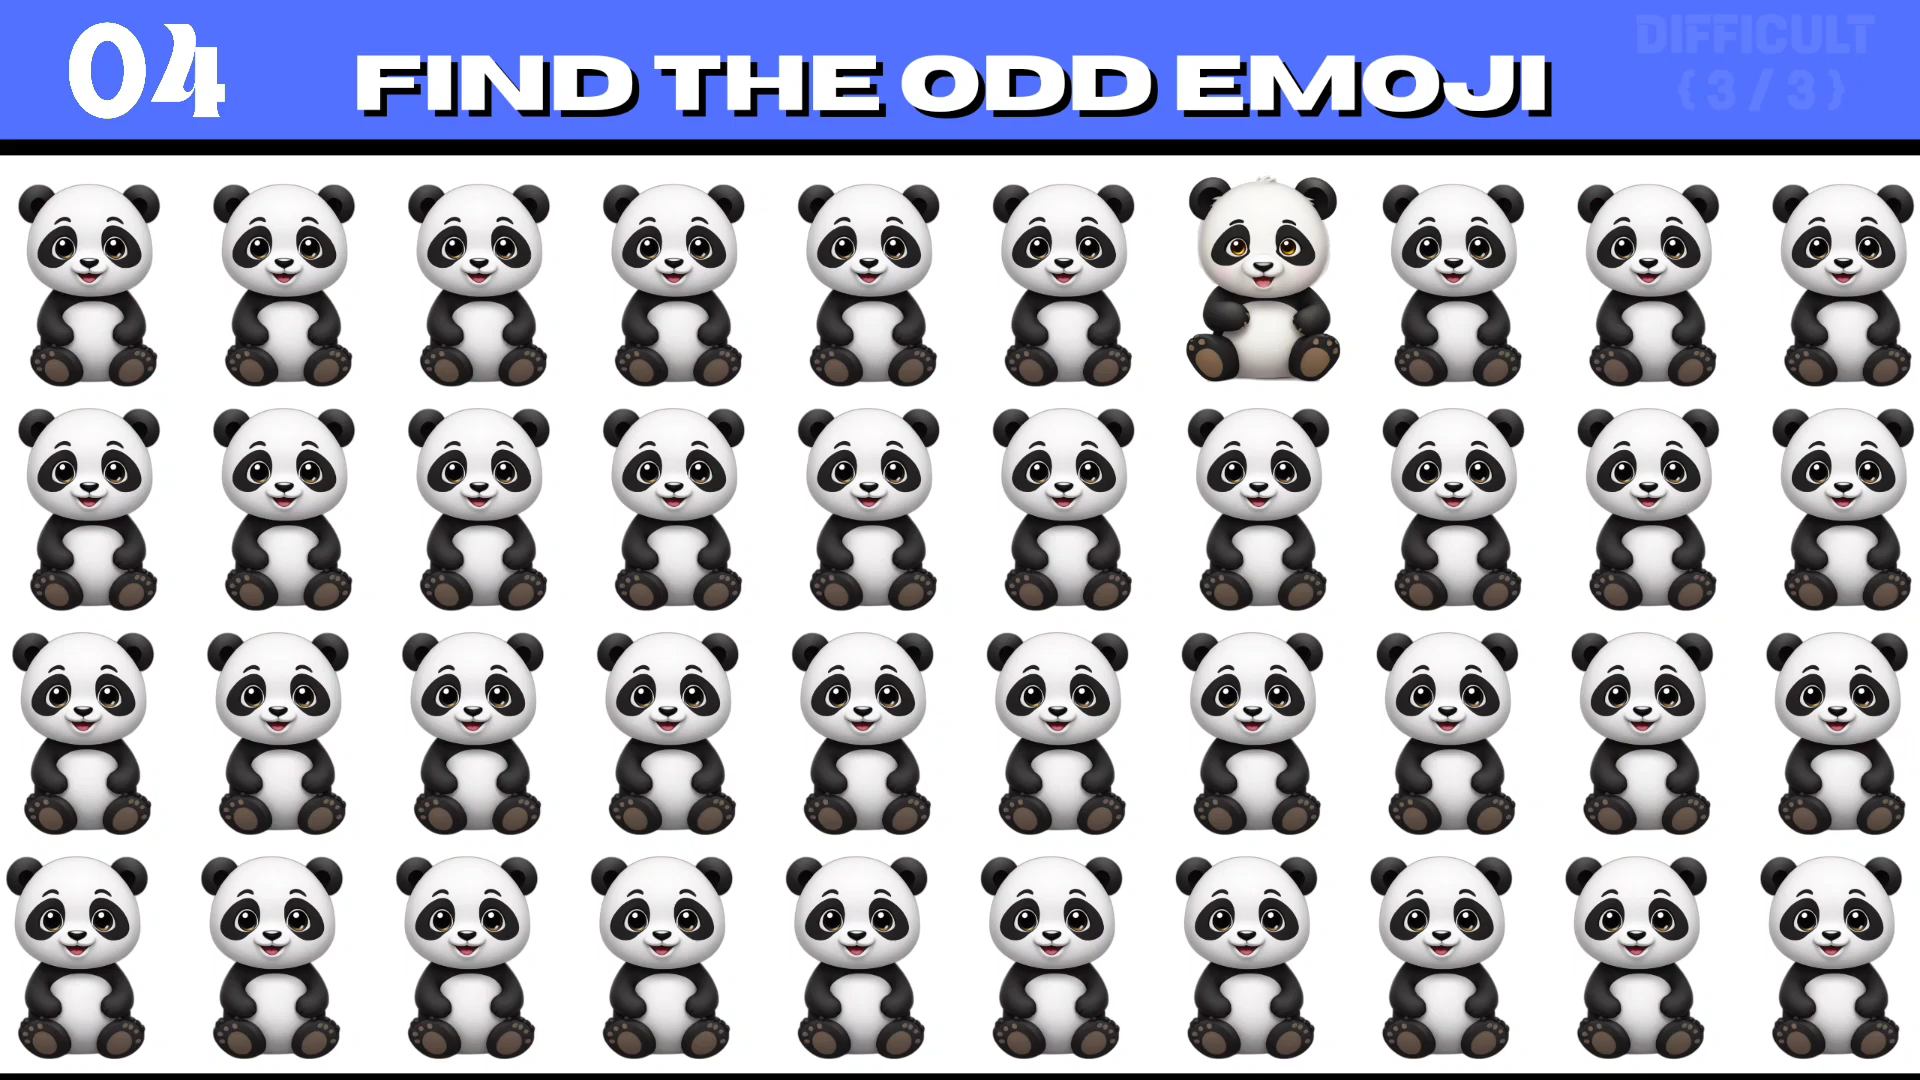 04
FIND THE ODD EMOJI
DIFFICULT
{ 3 / 3 }